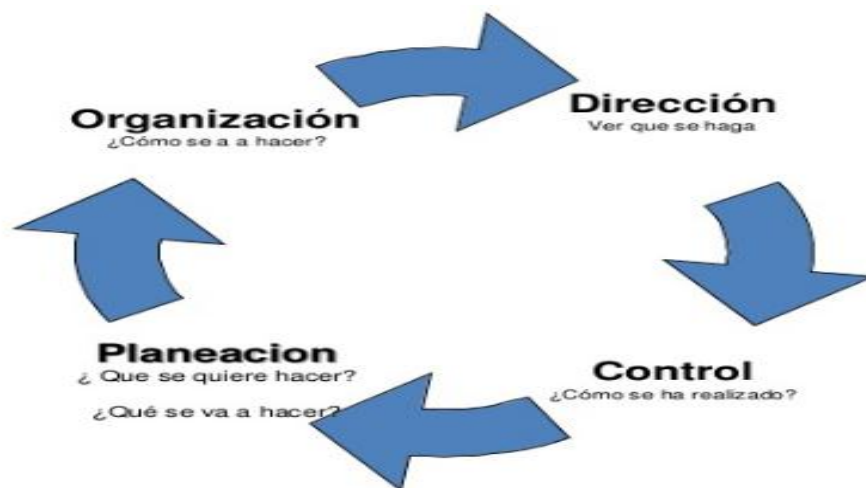 Organización
¿Cómo se a a hacer?
Dirección
Ver que se haga
Planeacion
¿ Que se quiere hacer?
¿Qué se va a hacer?
Control
¿Cómo se ha realizado?